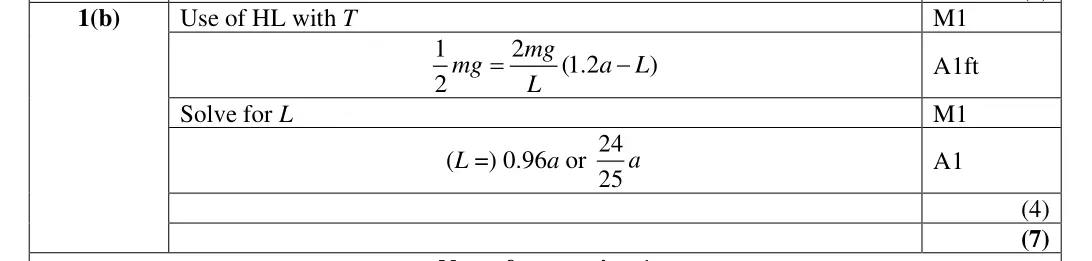 1(b) Use of HL with T M1
1/2 mg = 2mg/L (1.2a − L) A1ft
Solve for L M1
(L =) 0.96a or 24/25 a A1
(4)
(7)